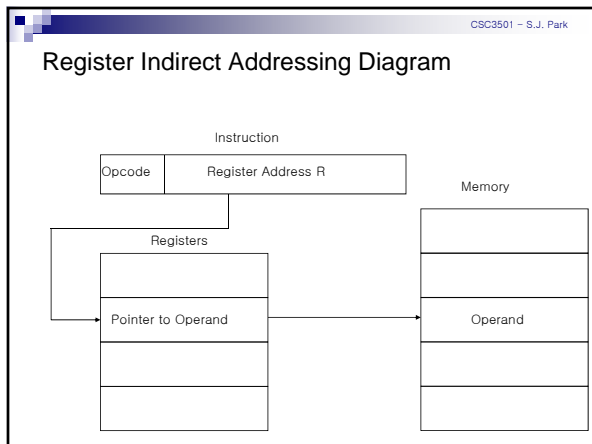 CSC3501 - S.J. Park
Register Indirect Addressing Diagram
Instruction
Opcode
Register Address R
Memory
Registers
Pointer to Operand
Operand